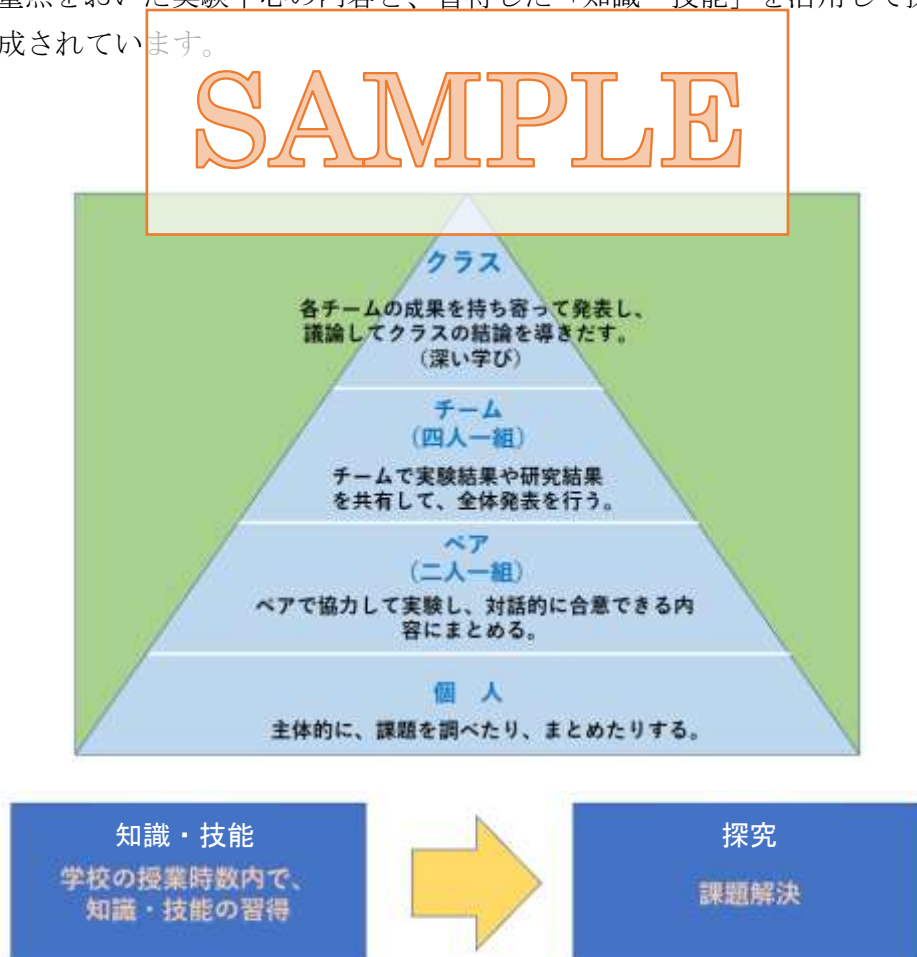 重点をおいた実験中心の内容と、習得した「知識・技能」を活用して
成されています。
SAMPLE
クラス
各チームの成果を持ち寄って発表し、
議論してクラスの結論を導きだす。
（深い学び）
チーム
（四人一組）
チームで実験結果や研究結果
を共有して、全体発表を行う。
ペア
（二人一組）
ペアで協力して実験し、対話的に合意できる内
容にまとめる。
個　人
主体的に、課題を調べたり、まとめたりする。
知識・技能
学校の授業時数内で、
知識・技能の習得
探究
課題解決